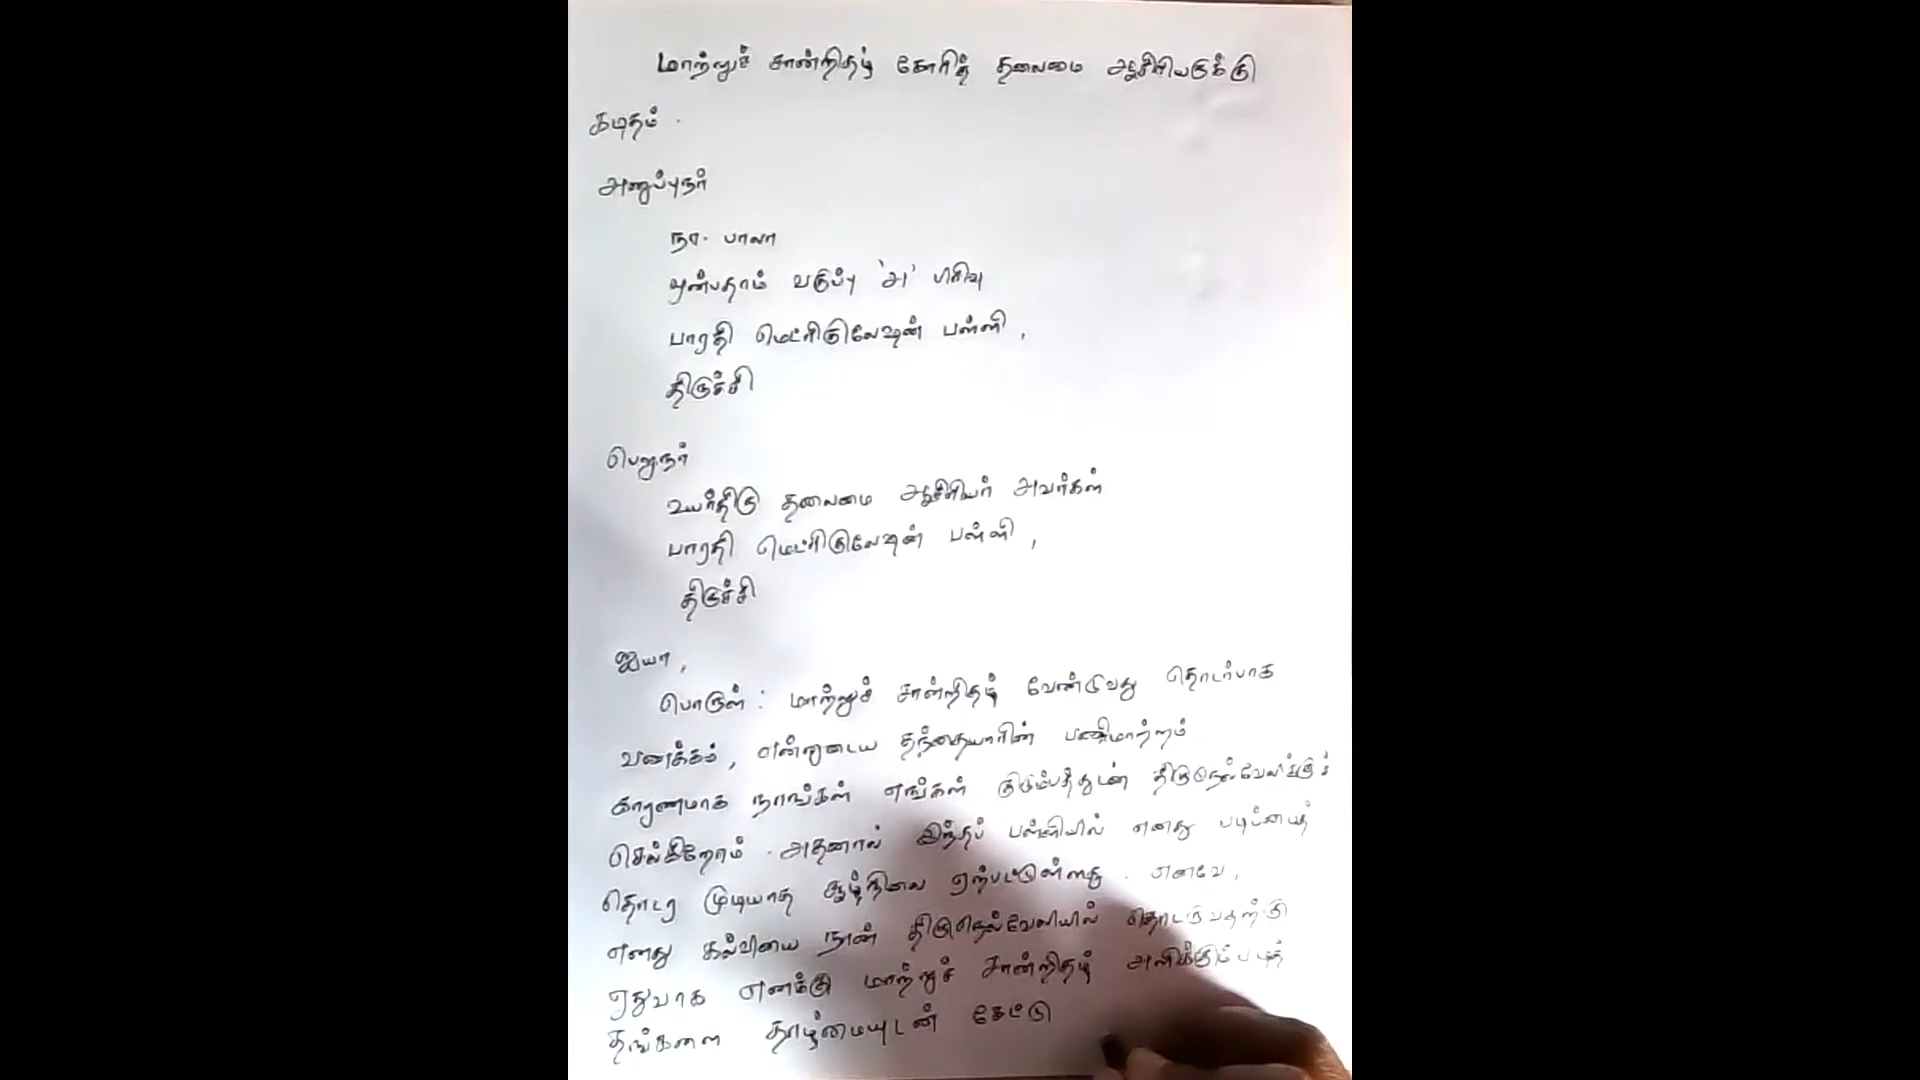 மாற்றுச் சான்றிதழ் கோரித் தலைமை ஆசிரியருக்கு
கடிதம் .
அனுப்புநர்
நா. பாலா
ஒன்பதாம் வகுப்பு 'அ' பிரிவு
பாரதி மெட்ரிகுலேஷன் பள்ளி ,
திருச்சி
பெறுநர்
உயர்திரு தலைமை ஆசிரியர் அவர்கள்
பாரதி மெட்ரிகுலேஷன் பள்ளி ,
திருச்சி
ஐயா ,
பொருள் : மாற்றுச் சான்றிதழ் வேண்டுவது தொடர்பாக
வணக்கம் , என்னுடைய தந்தையாரின் பணிமாற்றம்
காரணமாக நாங்கள் எங்கள் குடும்பத்துடன் திருநெல்வேலிக்குச்
செல்கிறோம் . அதனால் இந்தப் பள்ளியில் எனது படிப்பைத்
தொடர முடியாத சூழ்நிலை ஏற்பட்டுள்ளது . எனவே ,
எனது கல்வியை நான் திருநெல்வேலியில் தொடருவதற்கு
ஏதுவாக எனக்கு மாற்றுச் சான்றிதழ் அளிக்கும்படித்
தங்களை தாழ்மையுடன் கேட்டு